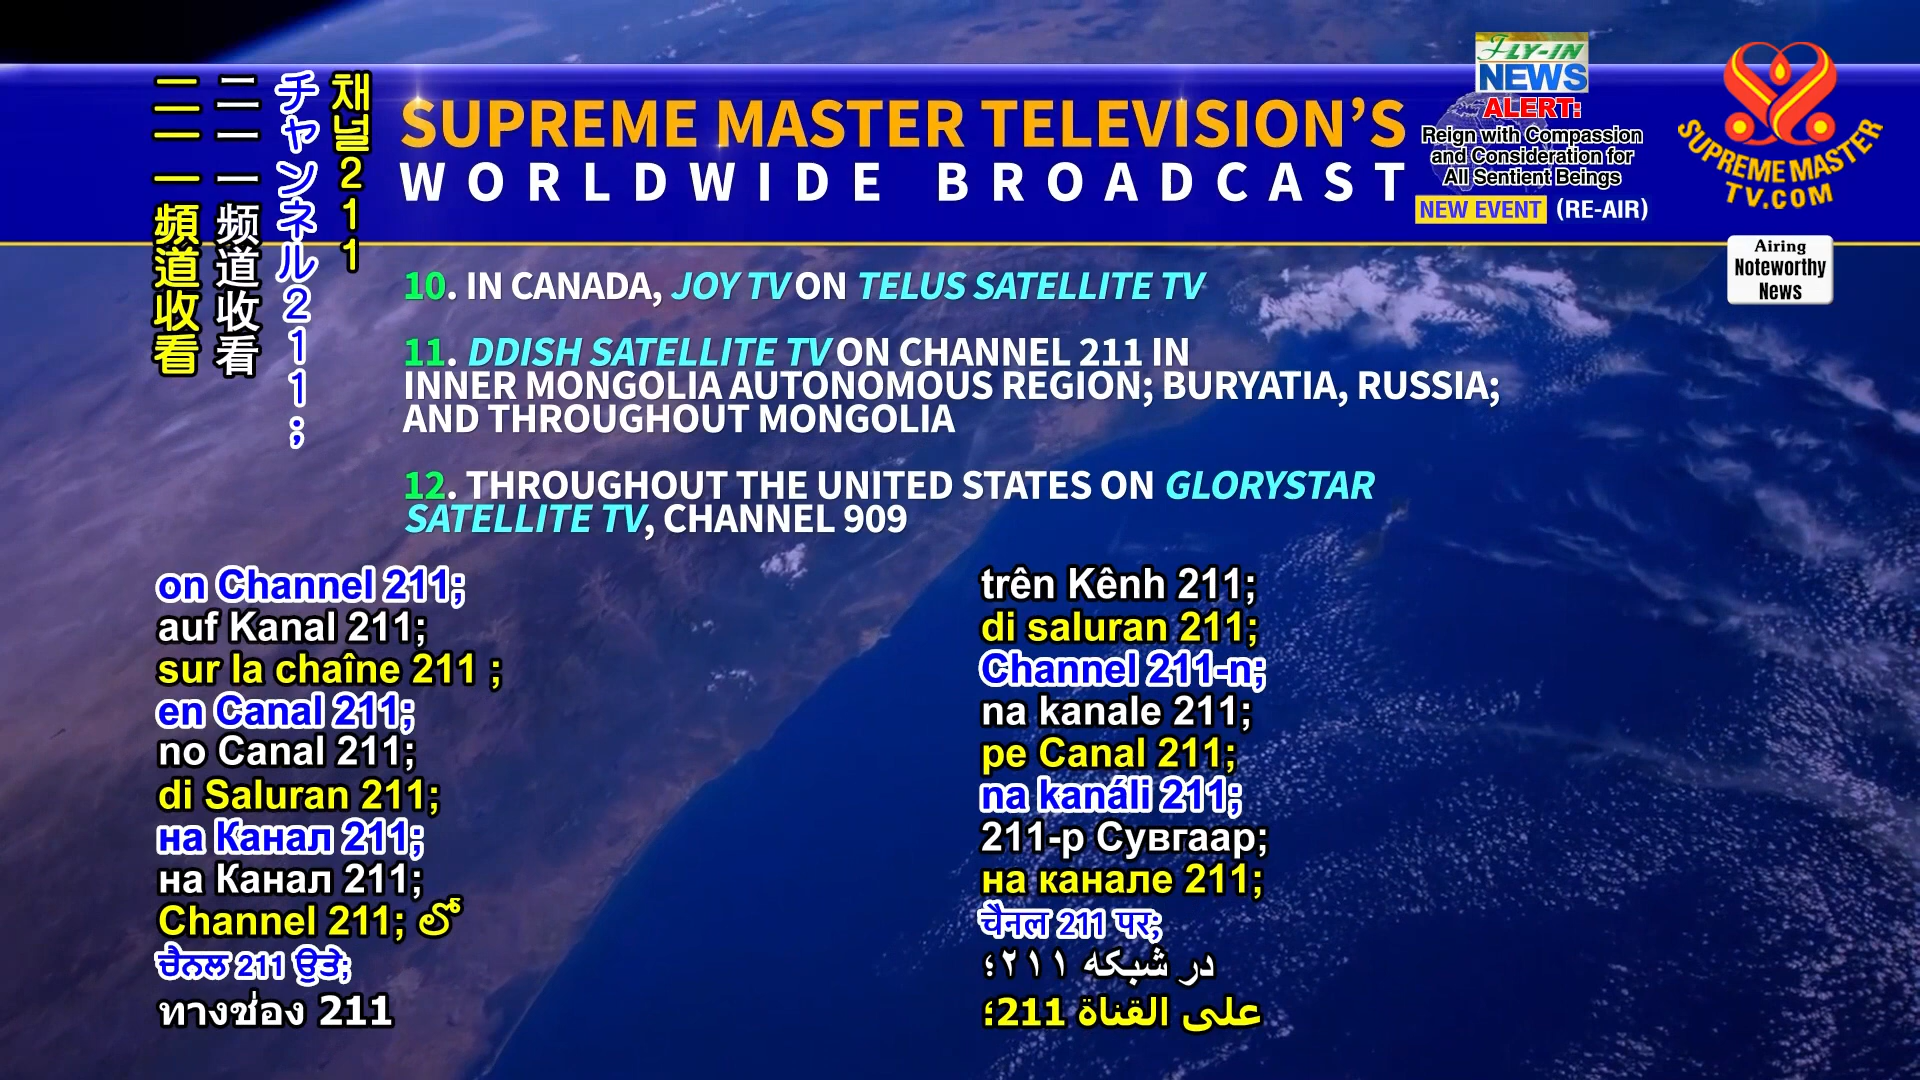 二一一頻道收看
二一一频道收看
チャンネル211;
채널211
SUPREME MASTER TELEVISION'S
WORLDWIDE BROADCAST
FLY-IN
NEWS
ALERT:
Reign with Compassion
and Consideration for
All Sentient Beings
NEW EVENT (RE-AIR)
SUPREME MASTER
TV.COM
Airing
Noteworthy
News
10. IN CANADA, JOY TV ON TELUS SATELLITE TV
11. DDISH SATELLITE TV ON CHANNEL 211 IN
INNER MONGOLIA AUTONOMOUS REGION; BURYATIA, RUSSIA;
AND THROUGHOUT MONGOLIA
12. THROUGHOUT THE UNITED STATES ON GLORYSTAR
SATELLITE TV, CHANNEL 909
on Channel 211;
auf Kanal 211;
sur la chaîne 211 ;
en Canal 211;
no Canal 211;
di Saluran 211;
на Канал 211;
на Канал 211;
Channel 211; లో
ਚੈਨਲ 211 ਉਤੇ;
ทางช่อง 211
trên Kênh 211;
di saluran 211;
Channel 211-n;
na kanale 211;
pe Canal 211;
na kanáli 211;
211-р Сувгаар;
на канале 211;
चैनल 211 पर;
در شبکه ۲۱۱؛
على القناة 211؛